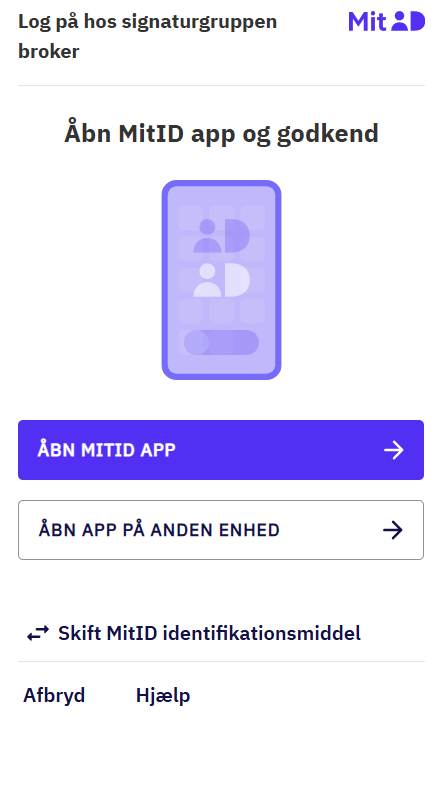 Log på hos signaturgruppen
broker
MitID
Åbn MitID app og godkend
ÅBN MITID APP
ÅBN APP PÅ ANDEN ENHED
Skift MitID identifikationsmiddel
Afbryd
Hjælp